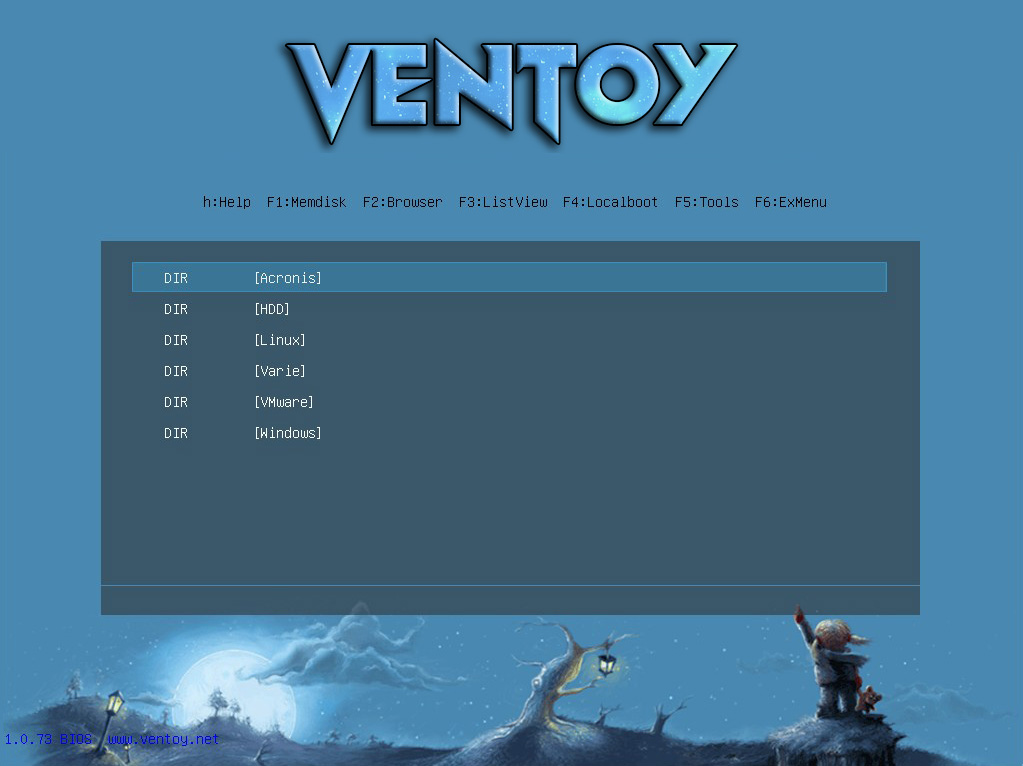 VENTOY
h:Help F1:Memdisk F2:Browser F3:ListView F4:Localboot F5:Tools F6:ExMenu
DIR [Acronis]
DIR [HDD]
DIR [Linux]
DIR [Varie]
DIR [VMware]
DIR [Windows]
1.0.73 BIOS www.ventoy.net